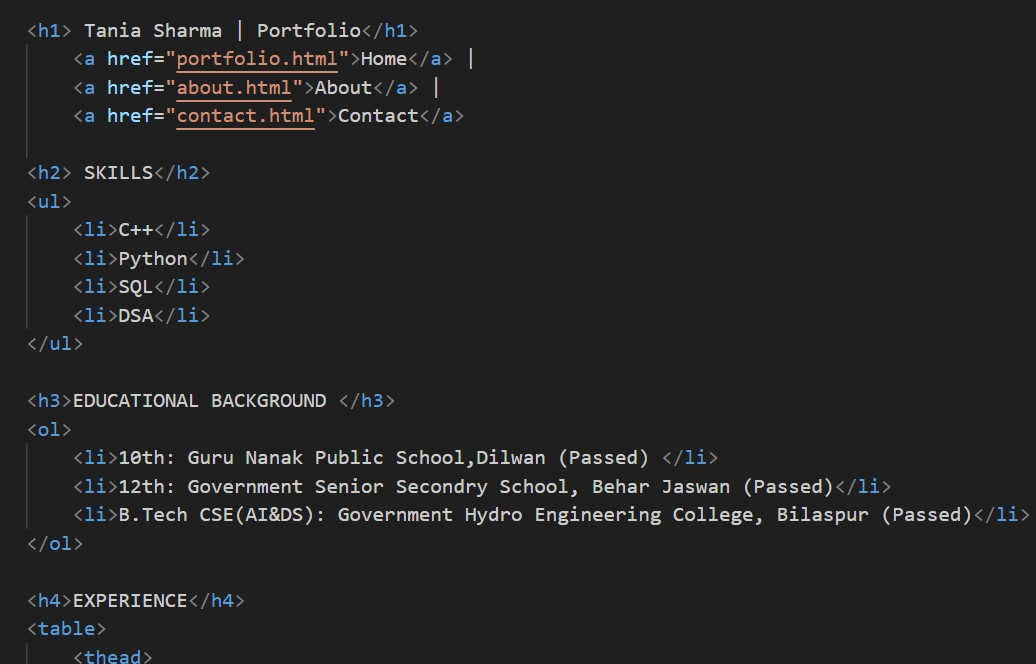 <h1> Tania Sharma | Portfolio</h1>
    <a href="portfolio.html">Home</a> |
    <a href="about.html">About</a> |
    <a href="contact.html">Contact</a>
<h2> SKILLS</h2>
<ul>
    <li>C++</li>
    <li>Python</li>
    <li>SQL</li>
    <li>DSA</li>
</ul>
<h3>EDUCATIONAL BACKGROUND </h3>
<ol>
    <li>10th: Guru Nanak Public School,Dilwan (Passed) </li>
    <li>12th: Government Senior Secondry School, Behar Jaswan (Passed)</li>
    <li>B.Tech CSE(AI&DS): Government Hydro Engineering College, Bilaspur (Passed)</li>
</ol>
<h4>EXPERIENCE</h4>
<table>
    <thead>